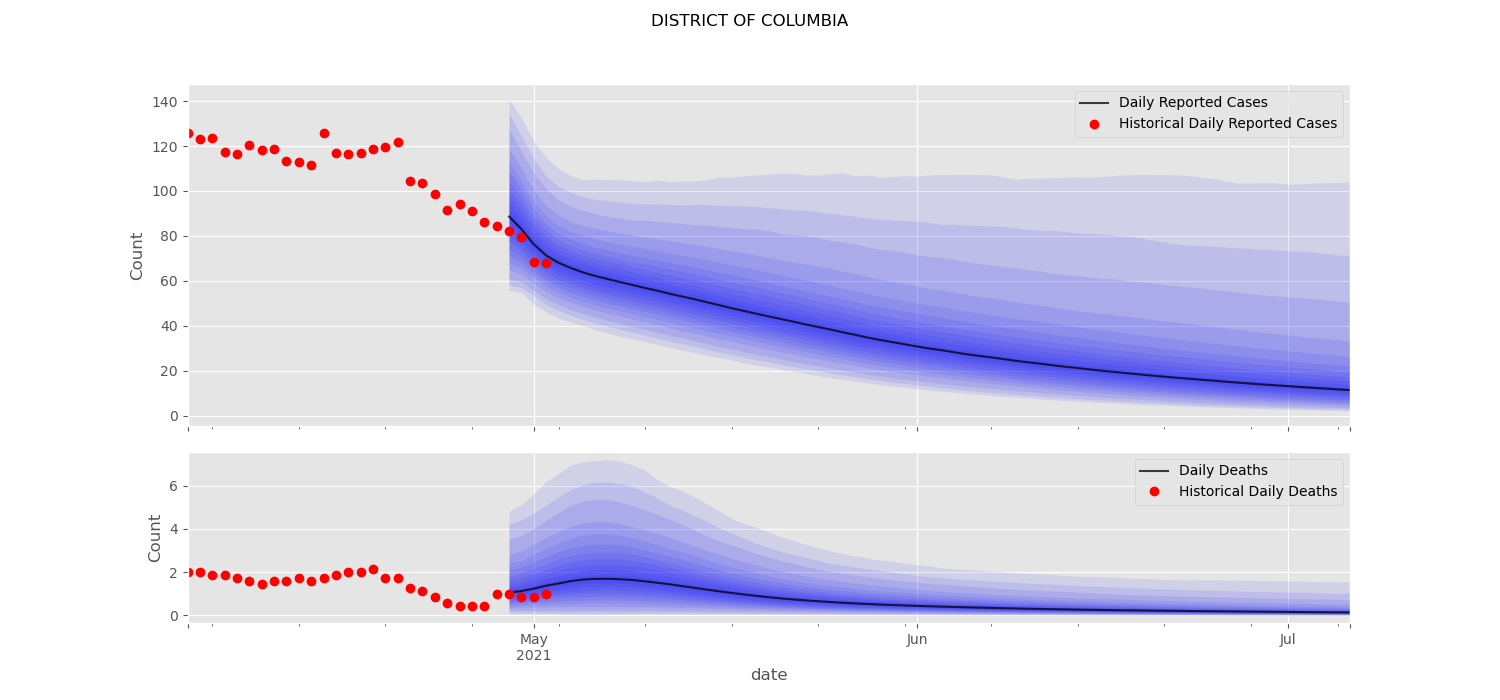 DISTRICT OF COLUMBIA
Count
140
120
100
80
60
40
20
0
Daily Reported Cases
Historical Daily Reported Cases
Count
6
4
2
0
Daily Deaths
Historical Daily Deaths
May
2021
Jun
Jul
date